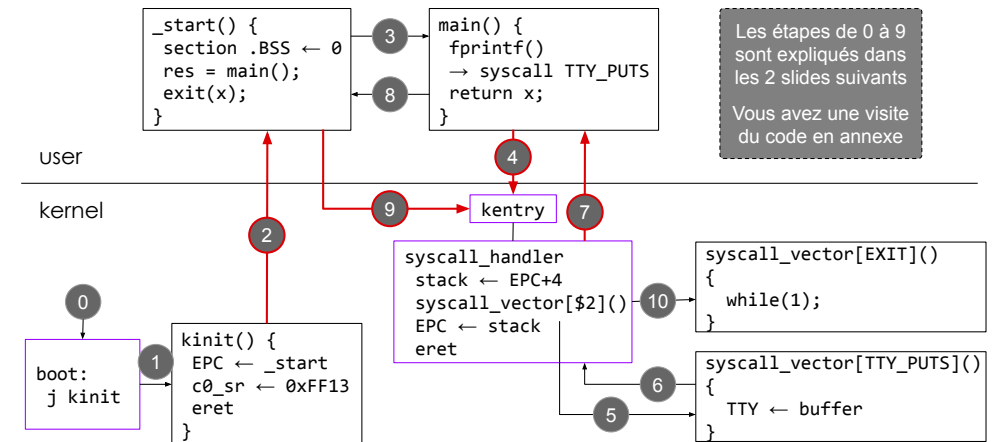 _start() {
section .BSS ← 0
res = main();
exit(x);
}
3
8
main() {
fprintf()
→ syscall TTY_PUTS
return x;
}
Les étapes de 0 à 9
sont expliqués dans
les 2 slides suivants
Vous avez une visite
du code en annexe
user
4
kernel
9
kentry
7
2
syscall_handler
stack ← EPC+4
syscall_vector[$2]()
EPC ← stack
eret
10
syscall_vector[EXIT]()
{
while(1);
}
0
boot:
j kinit
1
kinit() {
EPC ← _start
c0_sr ← 0xFF13
eret
}
6
5
syscall_vector[TTY_PUTS]()
{
TTY ← buffer
}